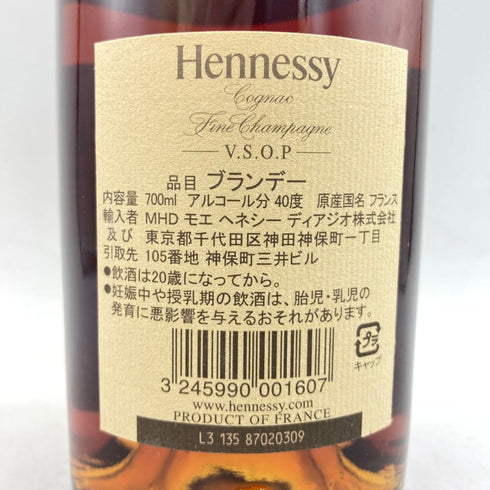 Hennessy
Cognac
Fine Champagne
V.S.O.P
品目 ブランデー
内容量 700ml アルコール分 40度 原産国名 フランス
輸入者 MHD モエ ヘネシー ディアジオ株式会社
及び 東京都千代田区神田神保町一丁目
引取先 105番地 神保町三井ビル
●飲酒は20歳になってから。
●妊娠中や授乳期の飲酒は、胎児・乳児の
発育に悪影響を与えるおそれがあります。
プラ
キャップ
3 245990 001607
www.hennessy.com
PRODUCT OF FRANCE
L3 135 87020309